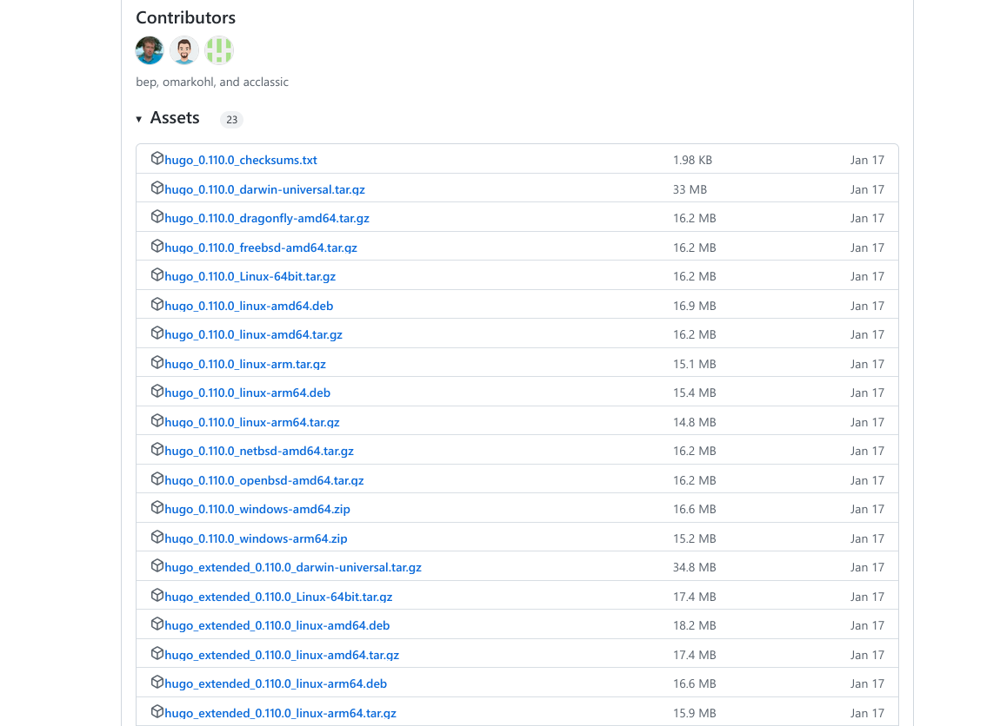 Contributors
bep, omarkohl, and acclassic
▾ Assets 23
hugo_0.110.0_checksums.txt 1.98 KB Jan 17
hugo_0.110.0_darwin-universal.tar.gz 33 MB Jan 17
hugo_0.110.0_dragonfly-amd64.tar.gz 16.2 MB Jan 17
hugo_0.110.0_freebsd-amd64.tar.gz 16.2 MB Jan 17
hugo_0.110.0_Linux-64bit.tar.gz 16.2 MB Jan 17
hugo_0.110.0_linux-amd64.deb 16.9 MB Jan 17
hugo_0.110.0_linux-amd64.tar.gz 16.2 MB Jan 17
hugo_0.110.0_linux-arm.tar.gz 15.1 MB Jan 17
hugo_0.110.0_linux-arm64.deb 15.4 MB Jan 17
hugo_0.110.0_linux-arm64.tar.gz 14.8 MB Jan 17
hugo_0.110.0_netbsd-amd64.tar.gz 16.2 MB Jan 17
hugo_0.110.0_openbsd-amd64.tar.gz 16.2 MB Jan 17
hugo_0.110.0_windows-amd64.zip 16.6 MB Jan 17
hugo_0.110.0_windows-arm64.zip 15.2 MB Jan 17
hugo_extended_0.110.0_darwin-universal.tar.gz 34.8 MB Jan 17
hugo_extended_0.110.0_Linux-64bit.tar.gz 17.4 MB Jan 17
hugo_extended_0.110.0_linux-amd64.deb 18.2 MB Jan 17
hugo_extended_0.110.0_linux-amd64.tar.gz 17.4 MB Jan 17
hugo_extended_0.110.0_linux-arm64.deb 16.6 MB Jan 17
hugo_extended_0.110.0_linux-arm64.tar.gz 15.9 MB Jan 17